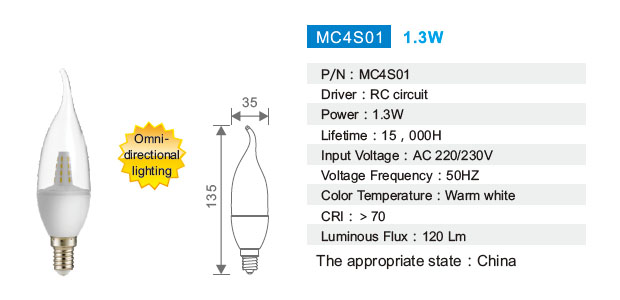 MC4S01 1.3W
Omni-
directional
lighting
35
135
P/N : MC4S01
Driver : RC circuit
Power : 1.3W
Lifetime : 15 , 000H
Input Voltage : AC 220/230V
Voltage Frequency : 50HZ
Color Temperature : Warm white
CRI : > 70
Luminous Flux : 120 Lm
The appropriate state : China